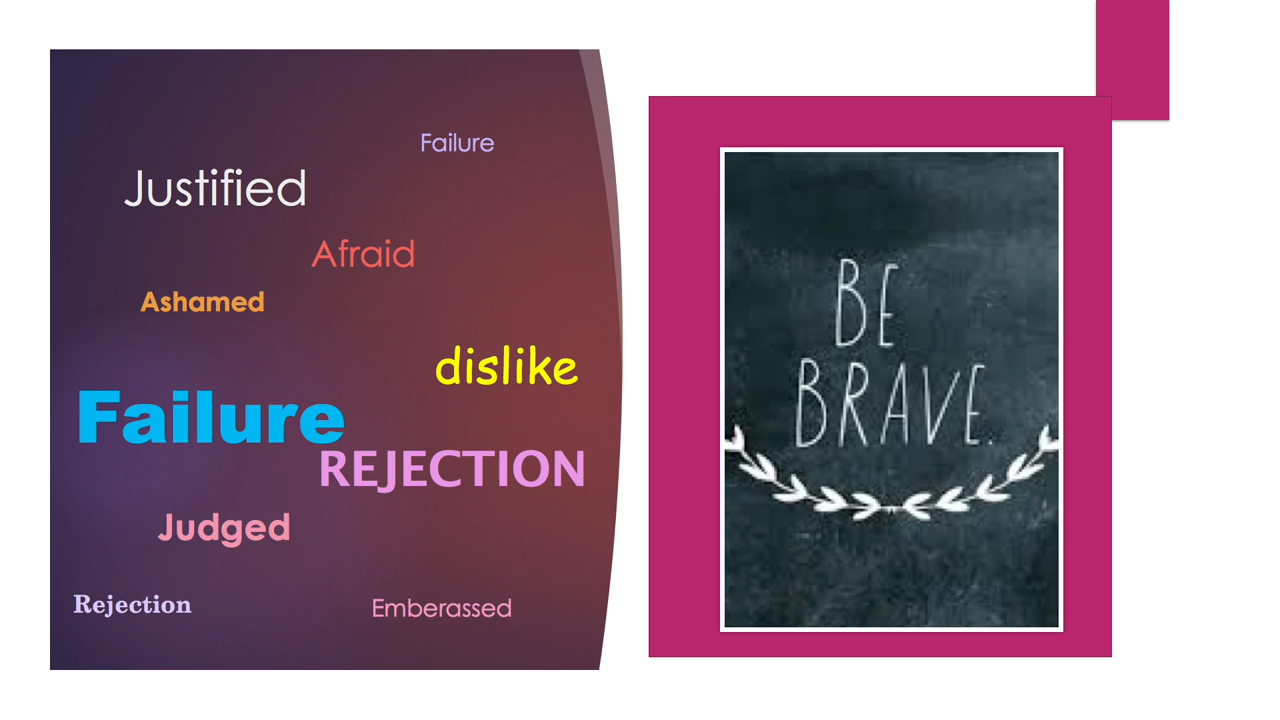 Failure
Justified
Afraid
Ashamed
dislike
Failure
REJECTION
Judged
Rejection
Emberassed
BE
BRAVE.